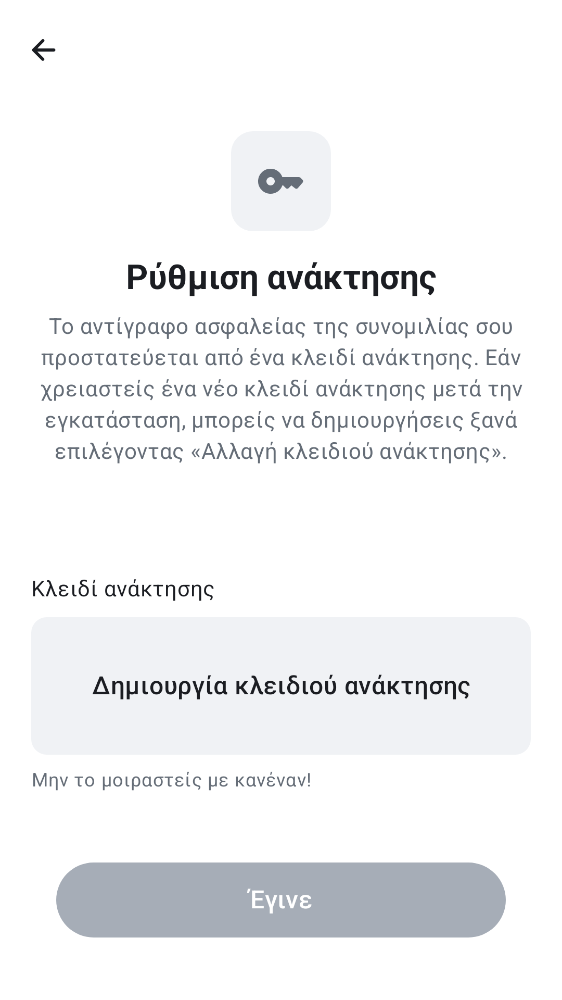 Ρύθμιση ανάκτησης
Το αντίγραφο ασφαλείας της συνομιλίας σου
προστατεύεται από ένα κλειδί ανάκτησης. Εάν
χρειαστείς ένα νέο κλειδί ανάκτησης μετά την
εγκατάσταση, μπορείς να δημιουργήσεις ξανά
επιλέγοντας «Αλλαγή κλειδιού ανάκτησης».
Κλειδί ανάκτησης
Δημιουργία κλειδιού ανάκτησης
Μην το μοιραστείς με κανέναν!
Έγινε